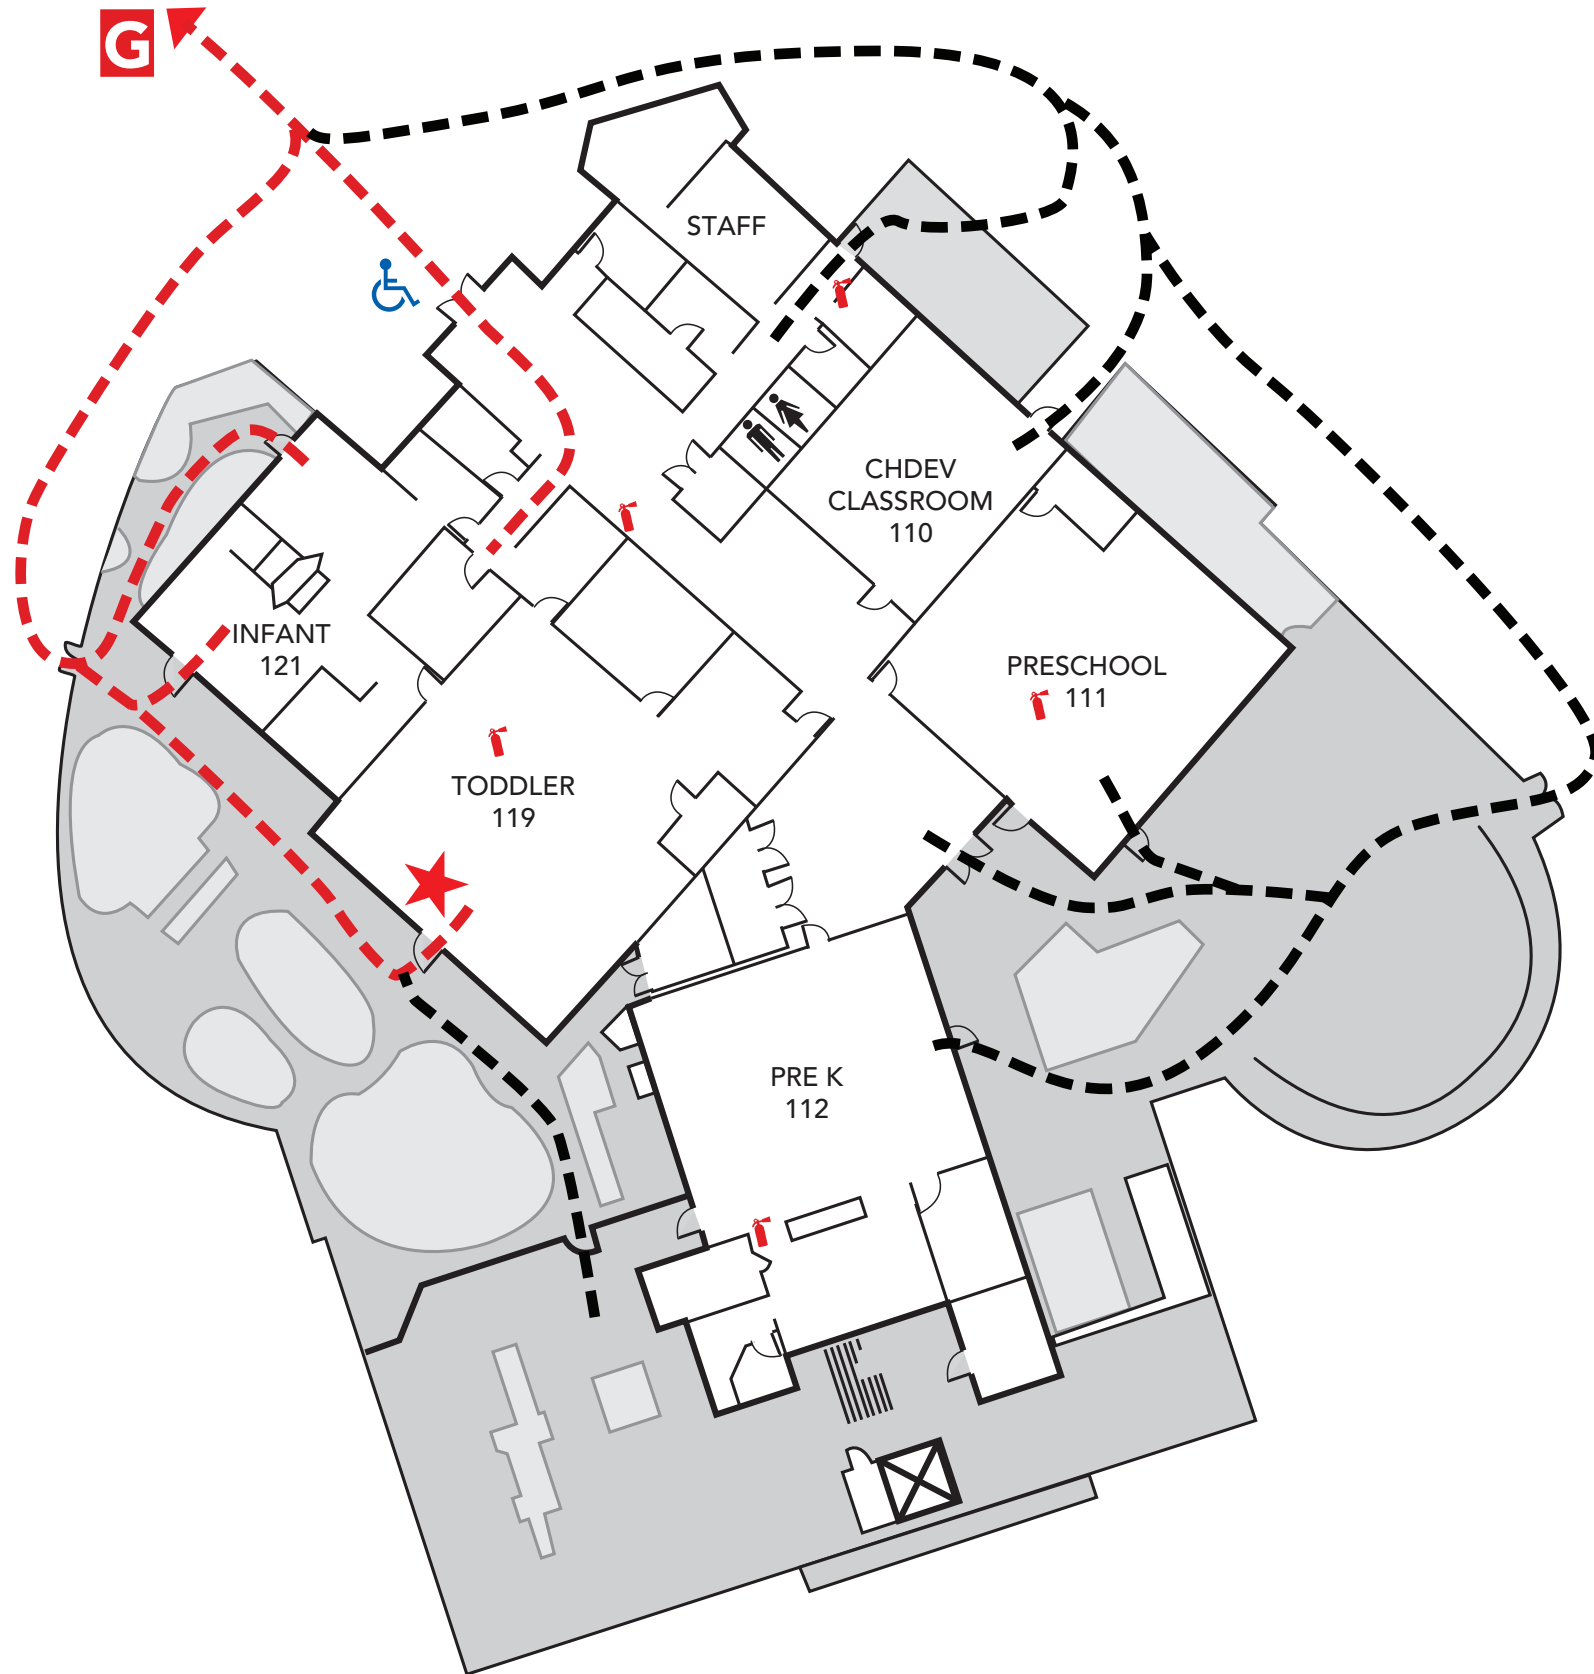 G
STAFF
CHDEV
CLASSROOM
110
INFANT
121
PRESCHOOL
111
TODDLER
119
PRE K
112